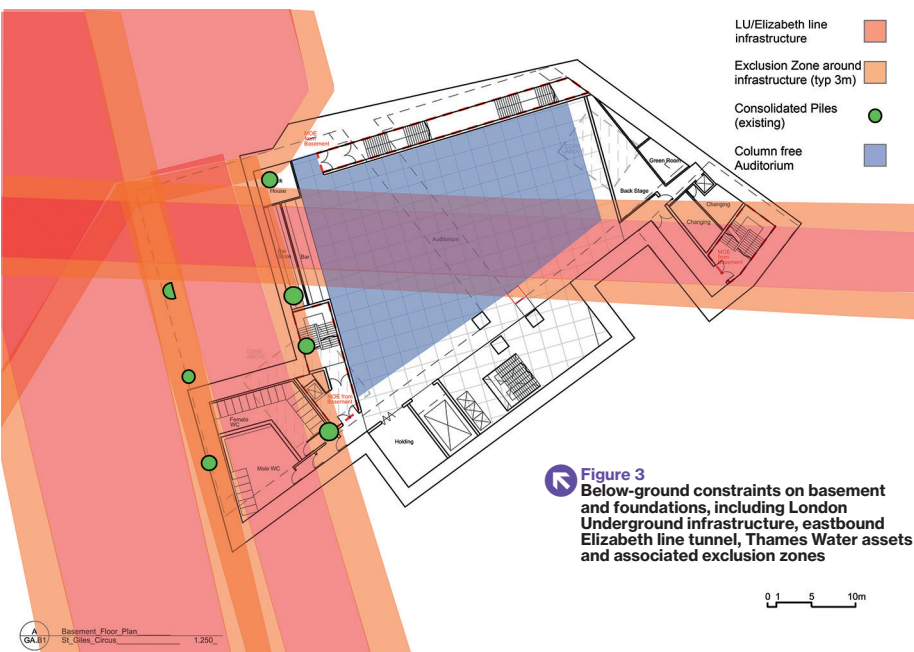 LU/Elizabeth line
infrastructure
Exclusion Zone around
infrastructure (typ 3m)
Consolidated Piles
(existing)
Column free
Auditorium
MOE from
Basement
House
Green Room
Back Stage
Changing
Changing
MOE
from
Basement
Auditorium
Bar
Store
Bar
CORE
ABOVE
MOE from
Basement
Female
WC
Male WC
Holding
Figure 3
Below-ground constraints on basement
and foundations, including London
Underground infrastructure, eastbound
Elizabeth line tunnel, Thames Water assets
and associated exclusion zones
0 1 5 10m
A
GA.B1
Basement_Floor_Plan
St_Giles_Circus 1:250